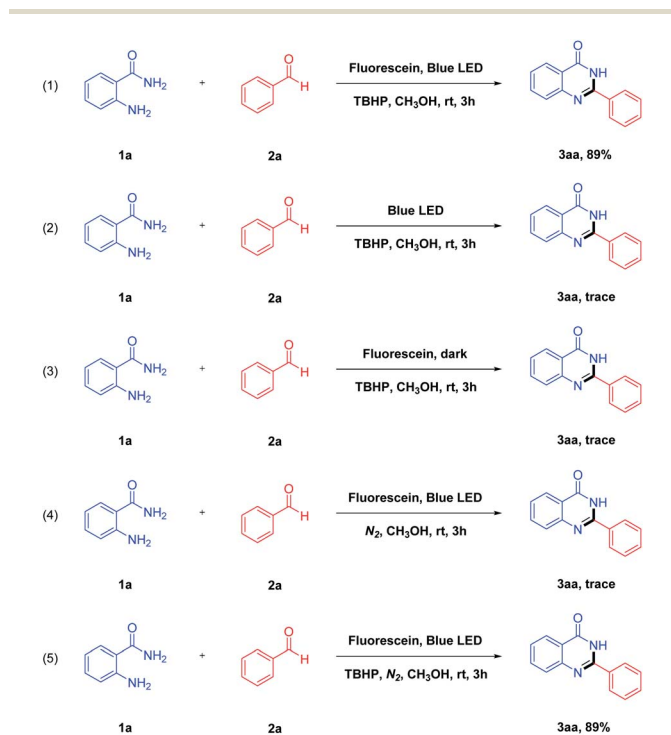 (1)
O
NH2
NH2
1a
+
O
H
2a
Fluorescein, Blue LED
TBHP, CH3OH, rt, 3h
O
NH
N
3aa, 89%
(2)
O
NH2
NH2
1a
+
O
H
2a
Blue LED
TBHP, CH3OH, rt, 3h
O
NH
N
3aa, trace
(3)
O
NH2
NH2
1a
+
O
H
2a
Fluorescein, dark
TBHP, CH3OH, rt, 3h
O
NH
N
3aa, trace
(4)
O
NH2
NH2
1a
+
O
H
2a
Fluorescein, Blue LED
N2, CH3OH, rt, 3h
O
NH
N
3aa, trace
(5)
O
NH2
NH2
1a
+
O
H
2a
Fluorescein, Blue LED
TBHP, N2, CH3OH, rt, 3h
O
NH
N
3aa, 89%